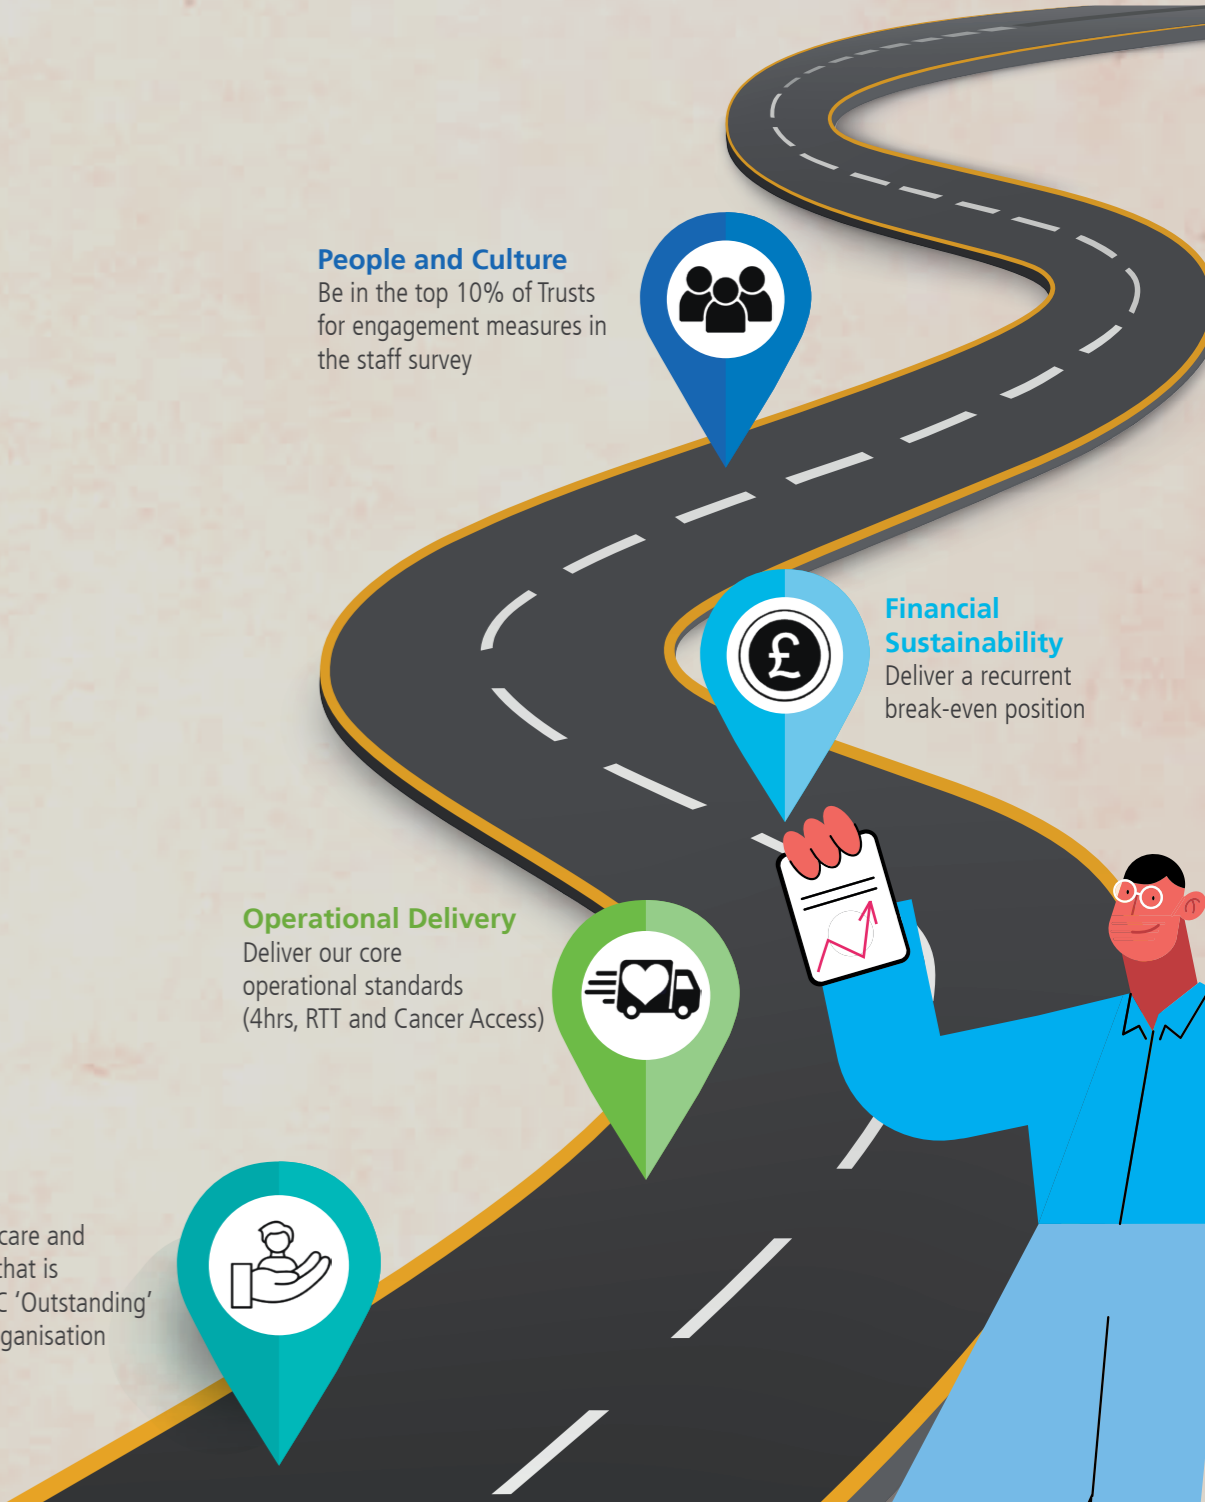 People and Culture
Be in the top 10% of Trusts
for engagement measures in
the staff survey
Financial
Sustainability
Deliver a recurrent
break-even position
£
Operational Delivery
Deliver our core
operational standards
(4hrs, RTT and Cancer Access)
care and
that is
C ‘Outstanding’
ganisation